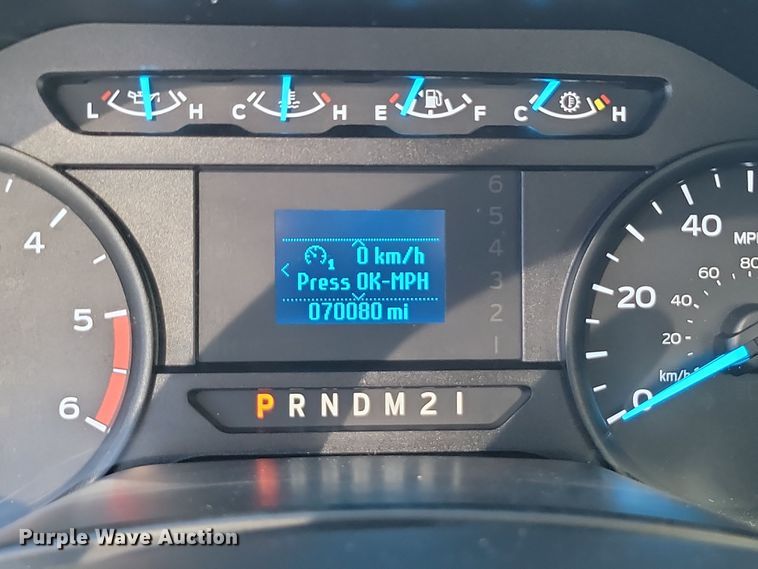 L H C H E F C H
6
5
4
3
2
1
4
5
6
0 km/h
Press OK-MPH
070080 mi
40
20
0
MPH
80
60
40
20
km/h
P R N D M 2 1
Purple Wave Auction